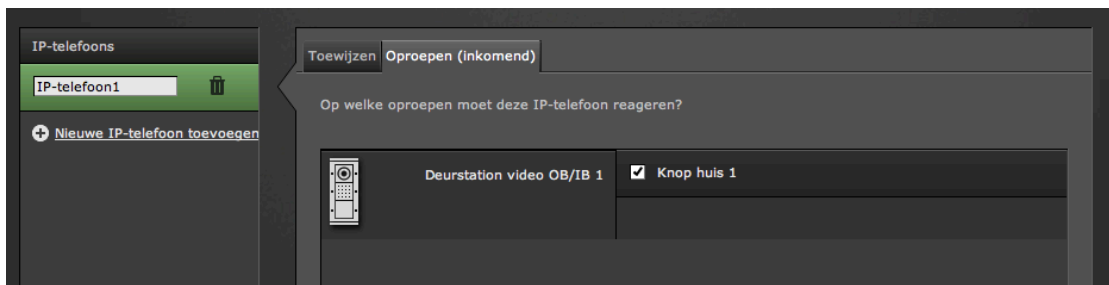 IP-telefoons
IP-telefoon1
Nieuwe IP-telefoon toevoegen
Toewijzen Oproepen (inkomend)
Op welke oproepen moet deze IP-telefoon reageren?
Deurstation video OB/IB 1
Knop huis 1